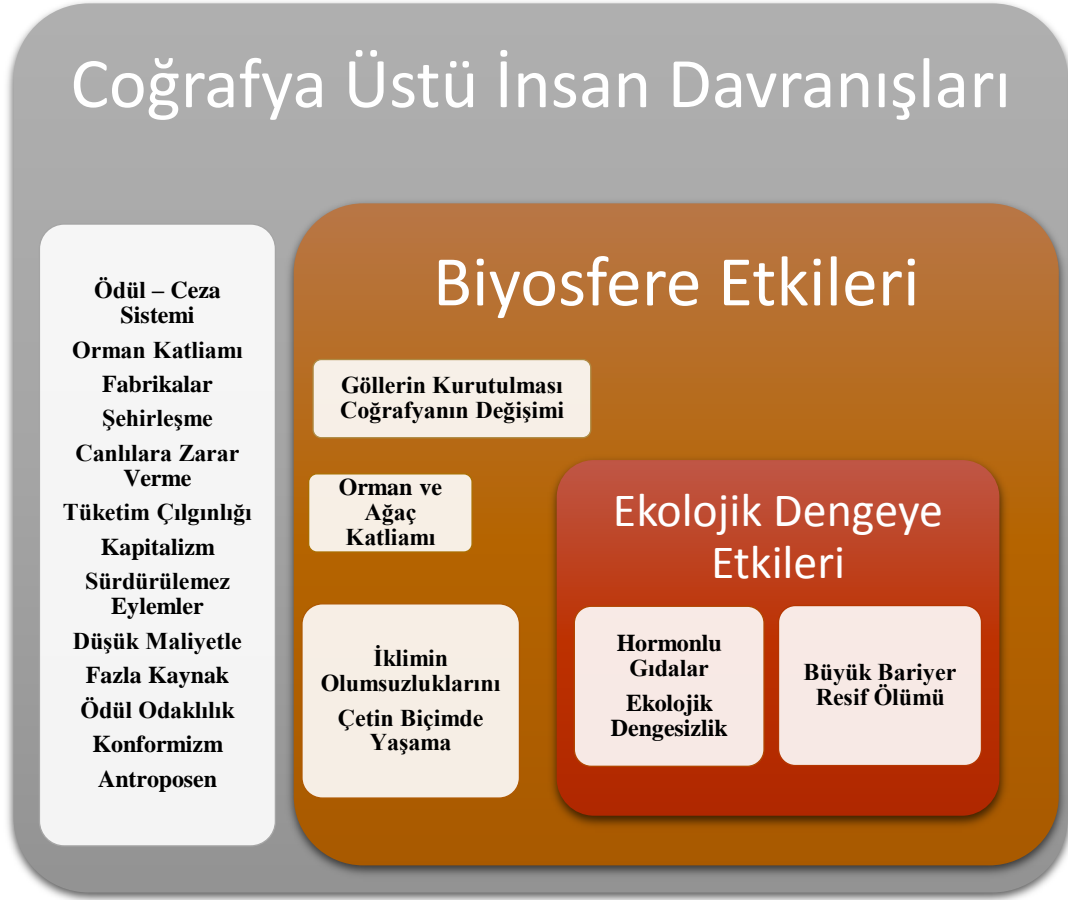 Coğrafya Üstü İnsan Davranışları
Ödül – Ceza
Sistemi
Orman Katliamı
Fabrikalar
Şehirleşme
Canlılara Zarar
Verme
Tüketim Çılgınlığı
Kapitalizm
Sürdürülemez
Eylemler
Düşük Maliyetle
Fazla Kaynak
Ödül Odaklılık
Konformizm
Antroposen
Biyosfere Etkileri
Göllerin Kurutulması
Coğrafyanın Değişimi
Orman ve
Ağaç
Katliamı
İklimin
Olumsuzluklarını
Çetin Biçimde
Yaşama
Ekolojik Dengeye
Etkileri
Hormonlu
Gıdalar
Ekolojik
Dengesizlik
Büyük Bariyer
Resif Ölümü